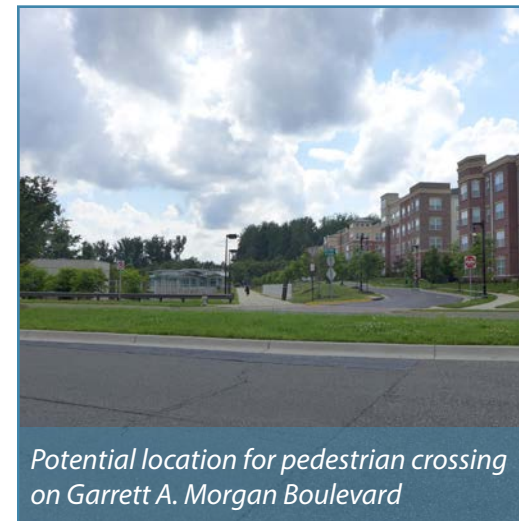 Potential location for pedestrian crossing
on Garrett A. Morgan Boulevard